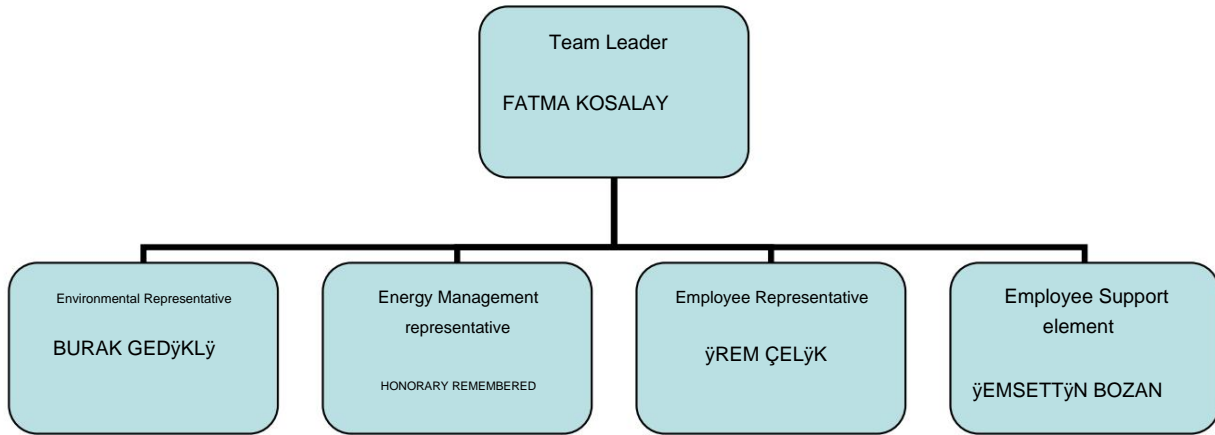 Team Leader
FATMA KOSALAY
Environmental Representative
BURAK GEDÿKLÿ
Energy Management
representative
HONORARY REMEMBERED
Employee Representative
ÿREM ÇELÿK
Employee Support
element
ÿEMSETTÿN BOZAN